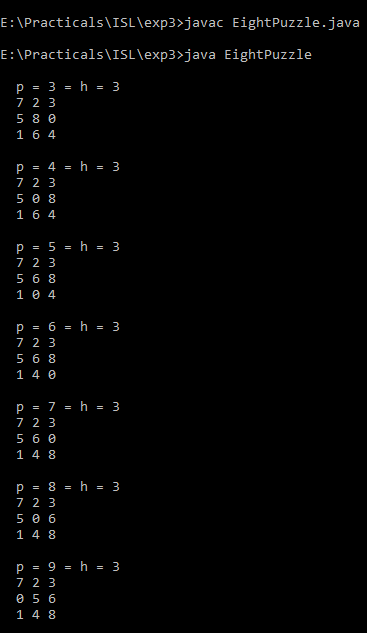 E:\Practicals\ISL\exp3>javac EightPuzzle.java
E:\Practicals\ISL\exp3>java EightPuzzle
p = 3 = h = 3
7 2 3
5 8 0
1 6 4
p = 4 = h = 3
7 2 3
5 0 8
1 6 4
p = 5 = h = 3
7 2 3
5 6 8
1 0 4
p = 6 = h = 3
7 2 3
5 6 8
1 4 0
p = 7 = h = 3
7 2 3
5 6 0
1 4 8
p = 8 = h = 3
7 2 3
5 0 6
1 4 8
p = 9 = h = 3
7 2 3
0 5 6
1 4 8